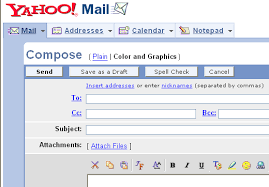 YAHOO! Mail
Mail Addresses Calendar Notepad
Compose [ Plain | Color and Graphics ]
Send Save as a Draft Spell Check Cancel
Insert addresses or enter nicknames (separated by commas)
To:
Cc: Bcc:
Subject:
Attachments: [ Attach Files ]
B I U